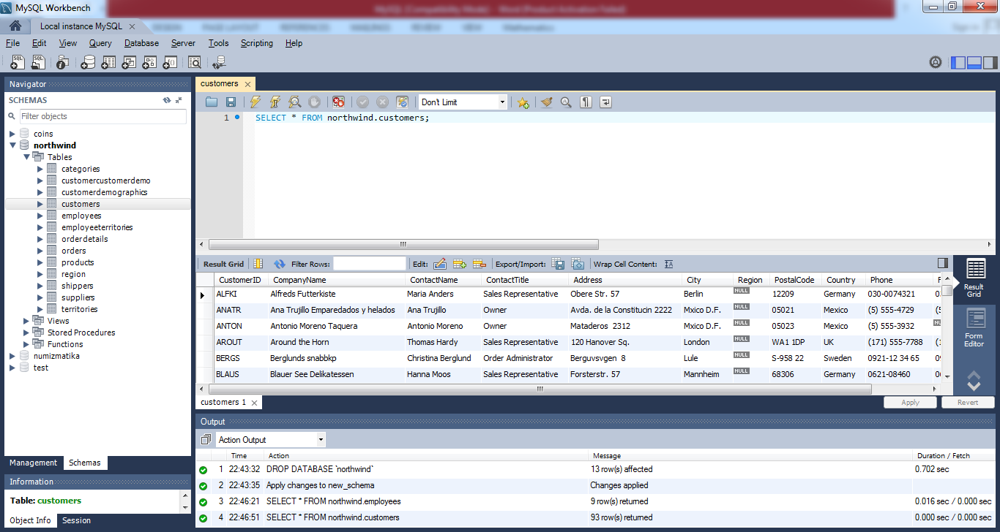 MySQL Workbench
Local instance MySQL
File Edit View Query Database Server Tools Scripting Help
Navigator
SCHEMAS
Filter objects
coins
northwind
Tables
categories
customercustomerdemo
customerdemographics
customers
employees
employeeterritories
orderdetails
orders
products
region
shippers
suppliers
territories
Views
Stored Procedures
Functions
numizmatika
test
Management Schemas
Information
Table: customers
Object Info Session
customers
Don't Limit
1 SELECT * FROM northwind.customers;
Result Grid Filter Rows: Edit: Export/Import: Wrap Cell Content:
CustomerID CompanyName ContactName ContactTitle Address City Region PostalCode Country Phone
ALFKI Alfreds Futterkiste Maria Anders Sales Representative Obere Str. 57 Berlin NULL 12209 Germany 030-0074321
ANATR Ana Trujillo Emparedados y helados Ana Trujillo Owner Avda. de la Constitucin 2222 Mxico D.F. NULL 05021 Mexico (5) 555-4729
ANTON Antonio Moreno Taquera Antonio Moreno Owner Mataderos 2312 Mxico D.F. NULL 05023 Mexico (5) 555-3932
AROUT Around the Horn Thomas Hardy Sales Representative 120 Hanover Sq. London NULL WA1 1DP UK (171) 555-7788
BERGS Berglunds snabbkp Christina Berglund Order Administrator Berguvsvgen 8 Lule NULL S-958 22 Sweden 0921-12 34 65
BLAUS Blauer See Delikatessen Hanna Moos Sales Representative Forsterstr. 57 Mannheim NULL 68306 Germany 0621-08460
Result Grid
Form Editor
customers 1
Apply Revert
Output
Action Output
Time Action Message Duration / Fetch
1 22:43:32 DROP DATABASE `northwind` 13 row(s) affected 0.702 sec
2 22:43:35 Apply changes to new_schema Changes applied
3 22:46:21 SELECT * FROM northwind.employees 9 row(s) returned 0.016 sec / 0.000 sec
4 22:46:51 SELECT * FROM northwind.customers 93 row(s) returned 0.000 sec / 0.000 sec